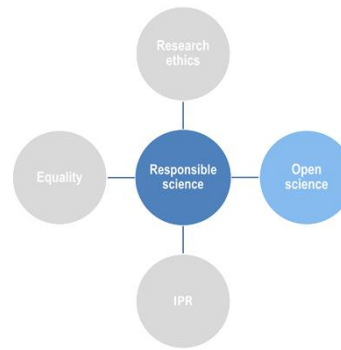 Research
ethics
Equality
Responsible
science
Open
science
IPR